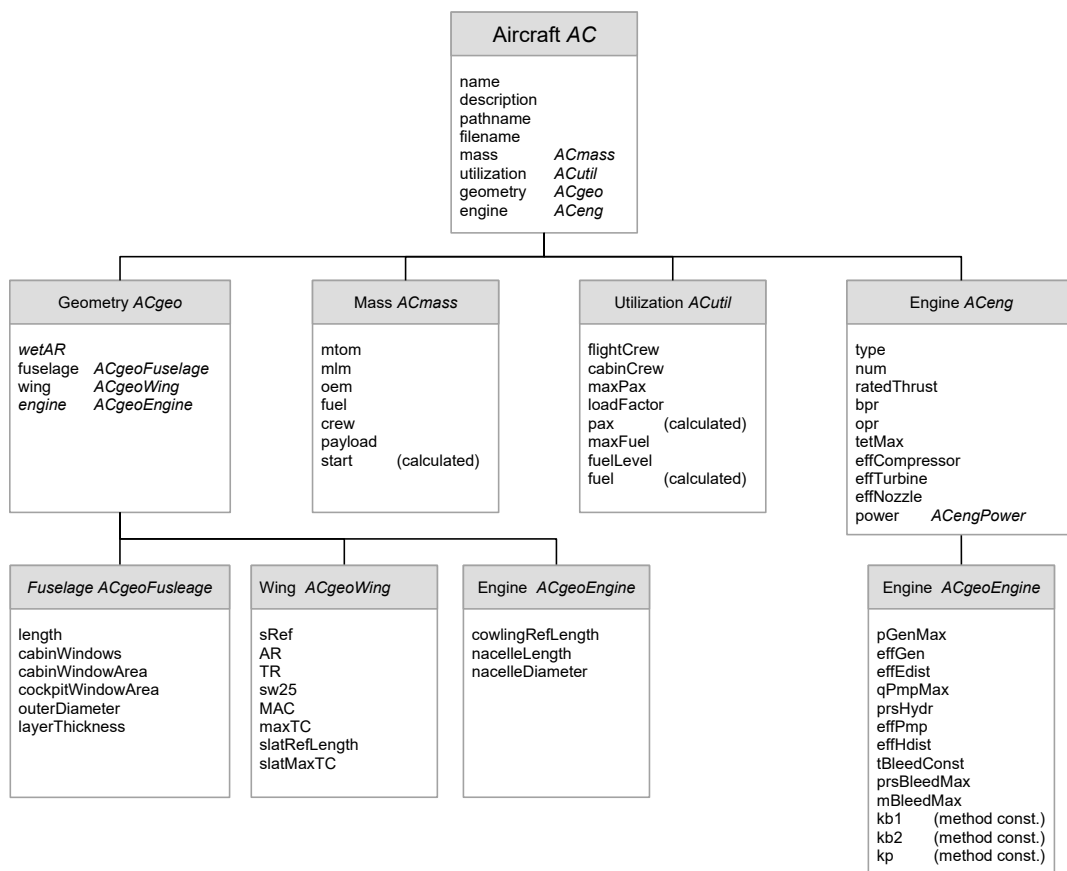 Aircraft AC
name
description
pathname
filename
mass ACmass
utilization ACutil
geometry ACgeo
engine ACeng
Geometry ACgeo
wetAR
fuselage ACgeoFuselage
wing ACgeoWing
engine ACgeoEngine
Mass ACmass
mtom
mlm
oem
fuel
crew
payload
start (calculated)
Utilization ACutil
flightCrew
cabinCrew
maxPax
loadFactor
pax (calculated)
maxFuel
fuelLevel
fuel (calculated)
Engine ACeng
type
num
ratedThrust
bpr
opr
tetMax
effCompressor
effTurbine
effNozzle
power ACengPower
Fuselage ACgeoFusleage
length
cabinWindows
cabinWindowArea
cockpitWindowArea
outerDiameter
layerThickness
Wing ACgeoWing
sRef
AR
TR
sw25
MAC
maxTC
slatRefLength
slatMaxTC
Engine ACgeoEngine
cowlingRefLength
nacelleLength
nacelleDiameter
Engine ACgeoEngine
pGenMax
effGen
effEdist
qPmpMax
prsHydr
effPmp
effHdist
tBleedConst
prsBleedMax
mBleedMax
kb1 (method const.)
kb2 (method const.)
kp (method const.)